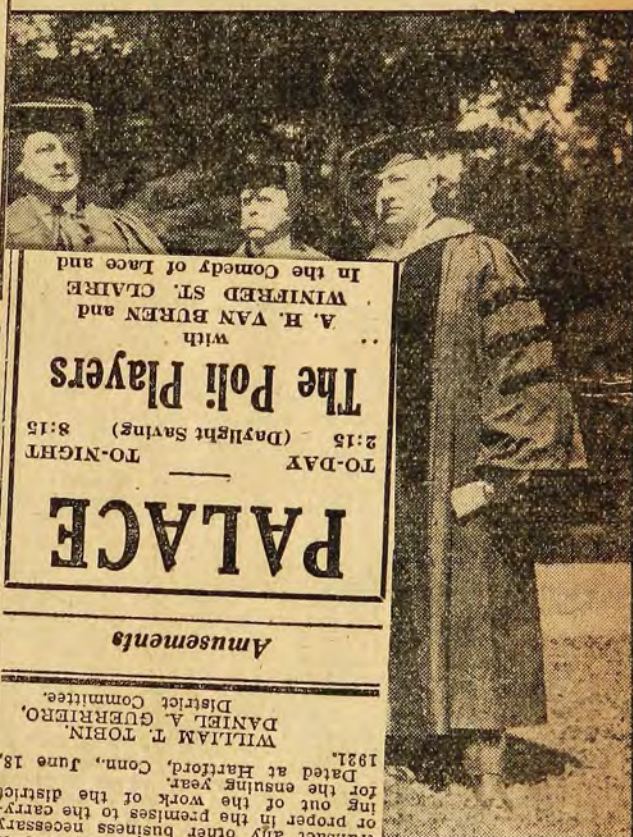 transact any other business necessary
or proper in the premises to the carry-
ing out of the work of the district
for the ensuing year.
Dated at Hartford, Conn., June 18,
1921.
WILLIAM T. TOBIN.
DANIEL A. GUERRIERO,
District Committee.
Amusements
PALACE
TO-DAY TO-NIGHT
2:15 - (Daylight Saving) 8:15
The Poli Players
with
A. H. VAN BUREN and
WINIFRED ST. CLAIRE
In the Comedy of Lace and